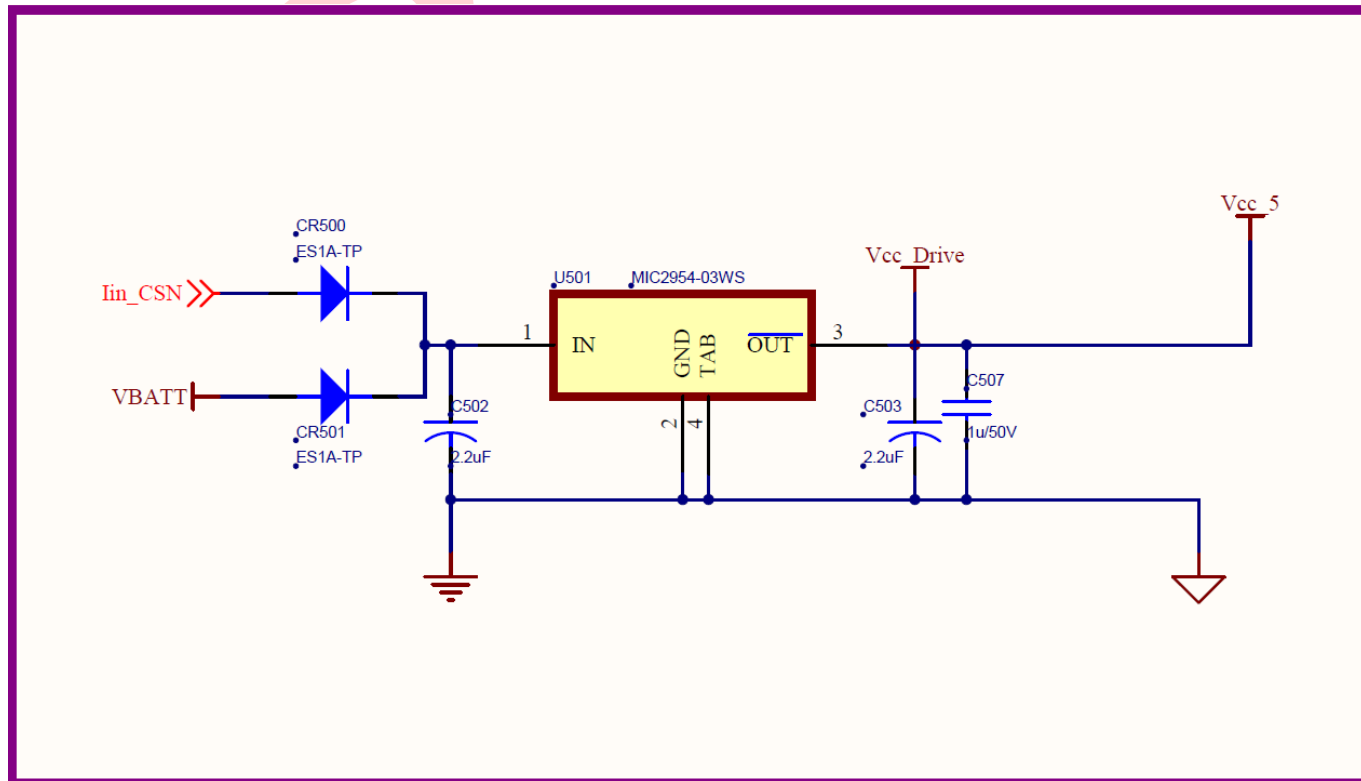 Vcc_5
CR500
ES1A-TP
Vcc_Drive
Iin_CSN
U501
MIC2954-03WS
1
IN
GND
TAB
OUT
3
VBATT
C502
2.2uF
2
4
C503
2.2uF
C507
1u/50V
CR501
ES1A-TP